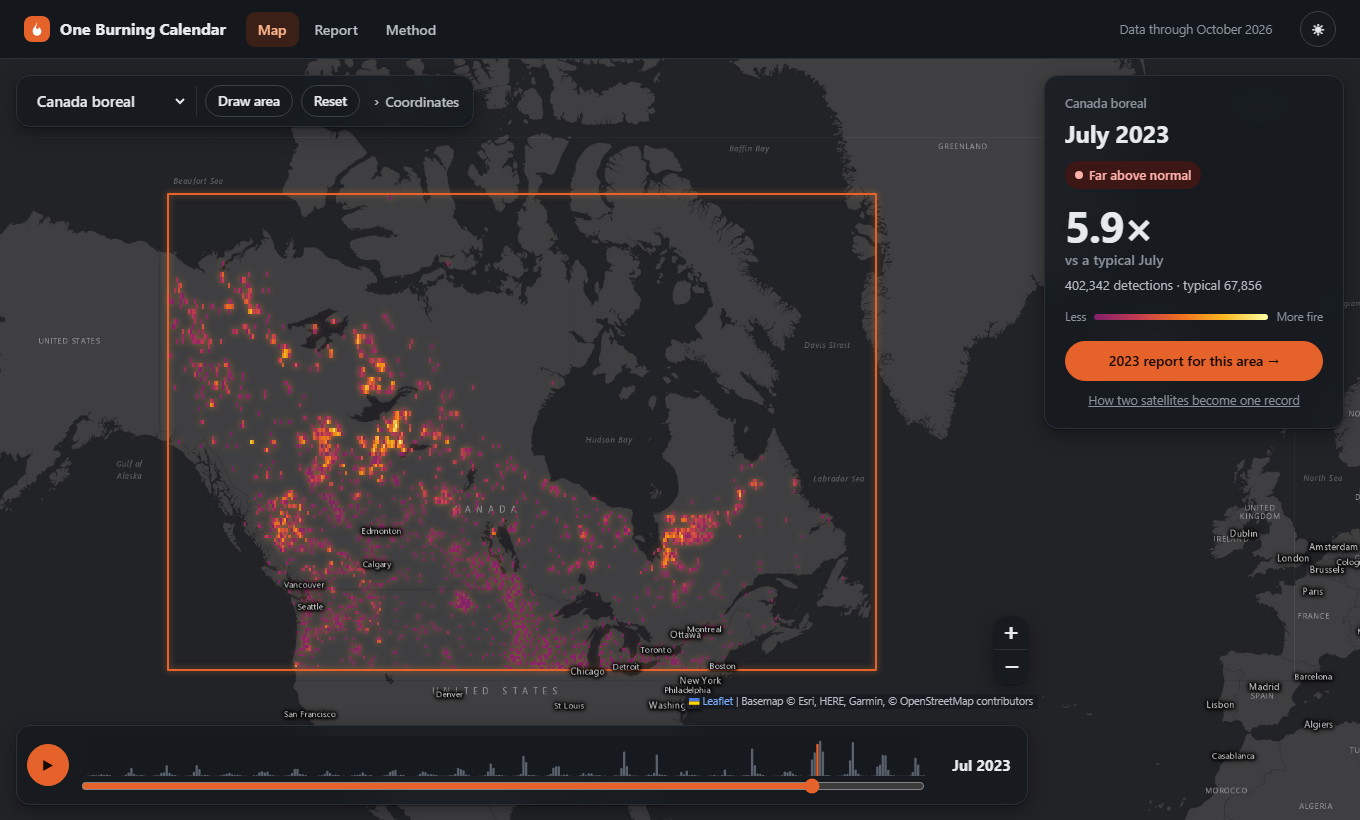 One Burning Calendar
Map
Report
Method
Data through October 2026
Canada boreal
Draw area
Reset
› Coordinates
Canada boreal
July 2023
Far above normal
5.9×
vs a typical July
402,342 detections · typical 67,856
Less
More fire
2023 report for this area →
How two satellites become one record
Baffin Bay
GREENLAND
Beaufort Sea
UNITED STATES
Davis Strait
Hudson Bay
Gulf of
Alaska
Labrador Sea
North Sea
CANADA
UNITED
KINGDOM
Edmonton
Dublin
IRELAND
Amsterdam
London
Calgary
Brussels
Vancouver
Paris
Seattle
FRANCE
Montreal
Ottawa
Toronto
Detroit
Boston
Chicago
New York
Barcelona
UNITED STATES
Denver
Philadelphia
Madrid
SPAIN
St Louis
Washing
Lisbon
San Francisco
Algiers
Casablanca
MOROCCO
ALGERIA
+
−
Leaflet | Basemap © Esri, HERE, Garmin, © OpenStreetMap contributors
Jul 2023